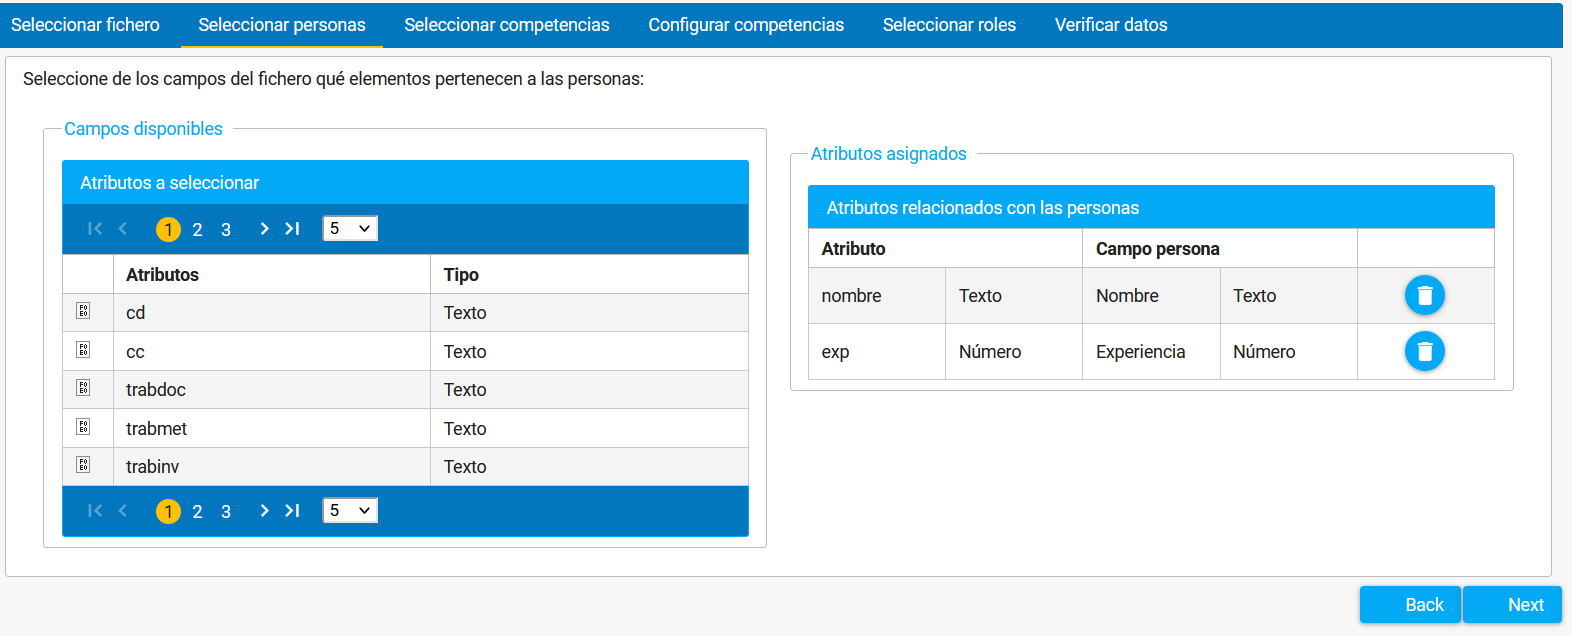 Seleccionar fichero Seleccionar personas Seleccionar competencias Configurar competencias Seleccionar roles Verificar datos
Seleccione de los campos del fichero qué elementos pertenecen a las personas:
Campos disponibles
Atributos a seleccionar
1 2 3 5
Atributos Tipo
cd Texto
cc Texto
trabdoc Texto
trabmet Texto
trabinv Texto
1 2 3 5
Atributos asignados
Atributos relacionados con las personas
Atributo Campo persona
nombre Texto Nombre Texto
exp Número Experiencia Número
Back Next